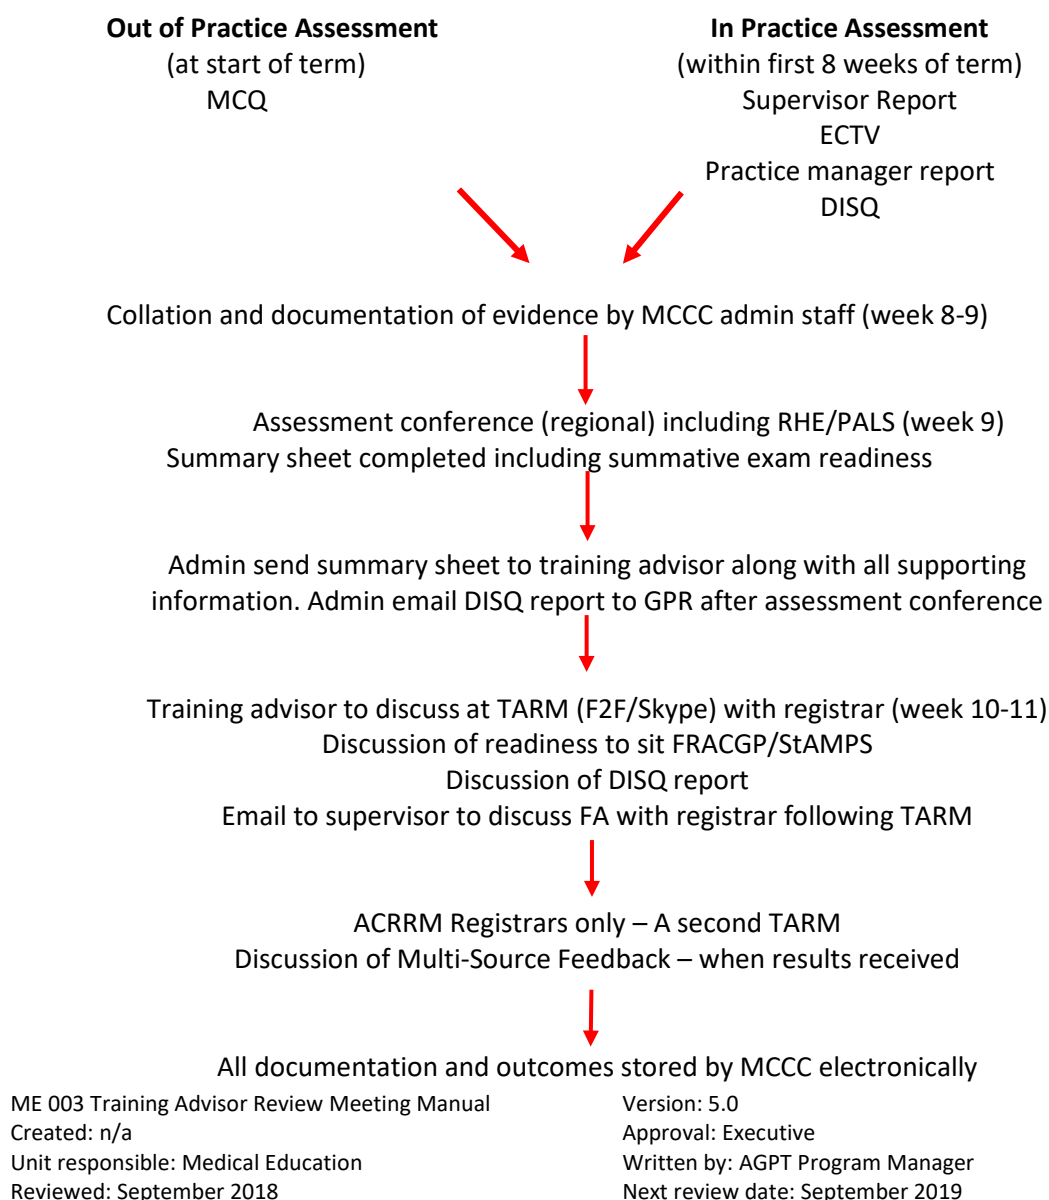 Out of Practice Assessment
(at start of term)
MCQ
In Practice Assessment
(within first 8 weeks of term)
Supervisor Report
ECTV
Practice manager report
DISQ
Collation and documentation of evidence by MCCC admin staff (week 8-9)
Assessment conference (regional) including RHE/PALS (week 9)
Summary sheet completed including summative exam readiness
Admin send summary sheet to training advisor along with all supporting
information. Admin email DISQ report to GPR after assessment conference
Training advisor to discuss at TARM (F2F/Skype) with registrar (week 10-11)
Discussion of readiness to sit FRACGP/StAMPS
Discussion of DISQ report
Email to supervisor to discuss FA with registrar following TARM
ACRRM Registrars only – A second TARM
Discussion of Multi-Source Feedback – when results received
All documentation and outcomes stored by MCCC electronically
ME 003 Training Advisor Review Meeting Manual
Created: n/a
Unit responsible: Medical Education
Reviewed: September 2018
Version: 5.0
Approval: Executive
Written by: AGPT Program Manager
Next review date: September 2019